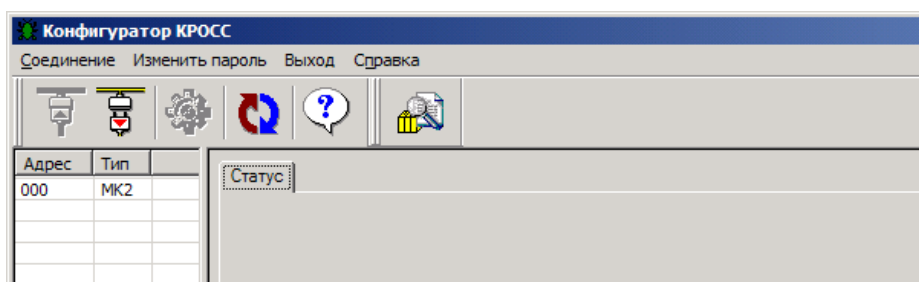 Конфигуратор КРОСС
Соединение Изменить пароль Выход Справка
?
Адрес Тип
Статус
000 МК2